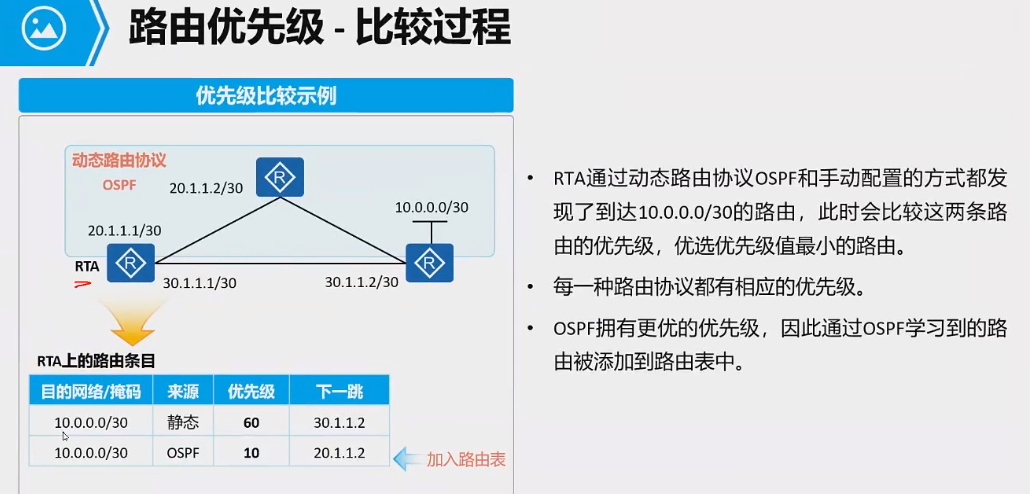 路由优先级 - 比较过程
优先级比较示例
动态路由协议
OSPF
20.1.1.2/30
R
10.0.0.0/30
20.1.1.1/30
R
R
RTA
30.1.1.1/30
30.1.1.2/30
RTA上的路由条目
目的网络/掩码 来源 优先级 下一跳
10.0.0.0/30 静态 60 30.1.1.2
10.0.0.0/30 OSPF 10 20.1.1.2
加入路由表
• RTA通过动态路由协议OSPF和手动配置的方式都发
现了到达10.0.0.0/30的路由，此时会比较这两条路
由的优先级，优选优先级值最小的路由。
• 每一种路由协议都有相应的优先级。
• OSPF拥有更优的优先级，因此通过OSPF学习到的路
由被添加到路由表中。